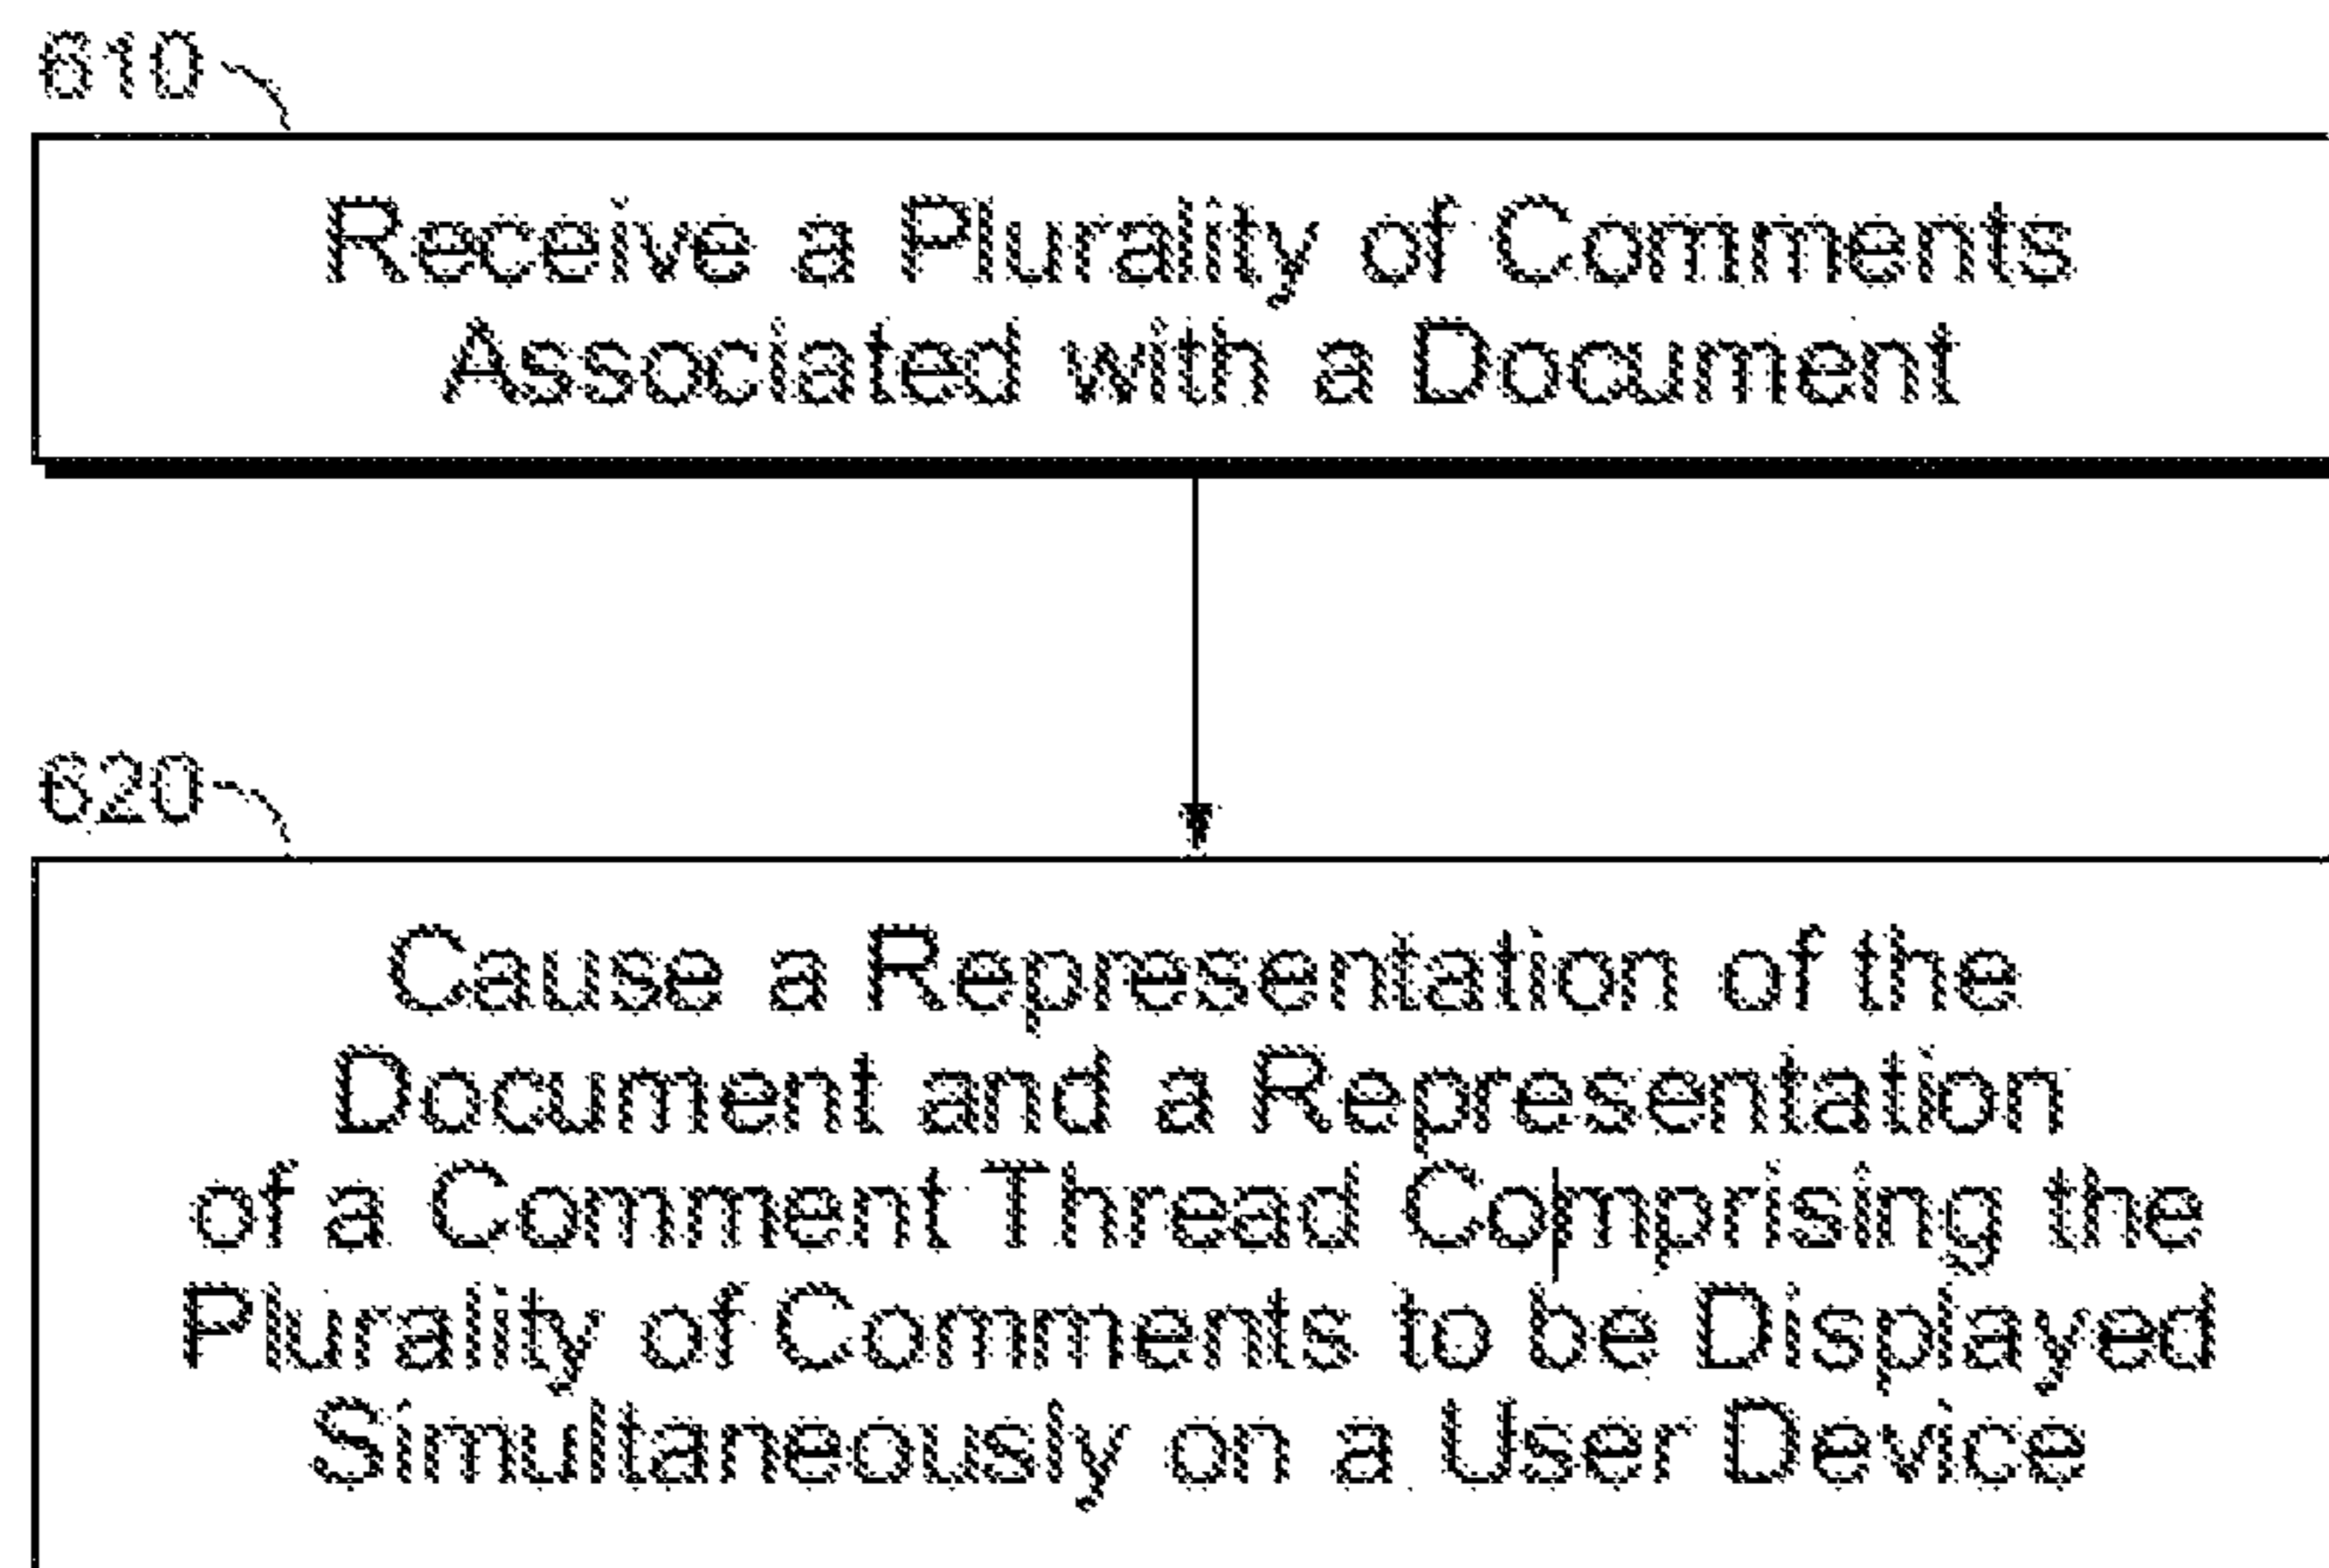 610
Receive a Plurality of Comments
Associated with a Document
620
Cause a Representation of the
Document and a Representation
of a Comment Thread Comprising the
Plurality of Comments to be Displayed
Simultaneously on a User Device